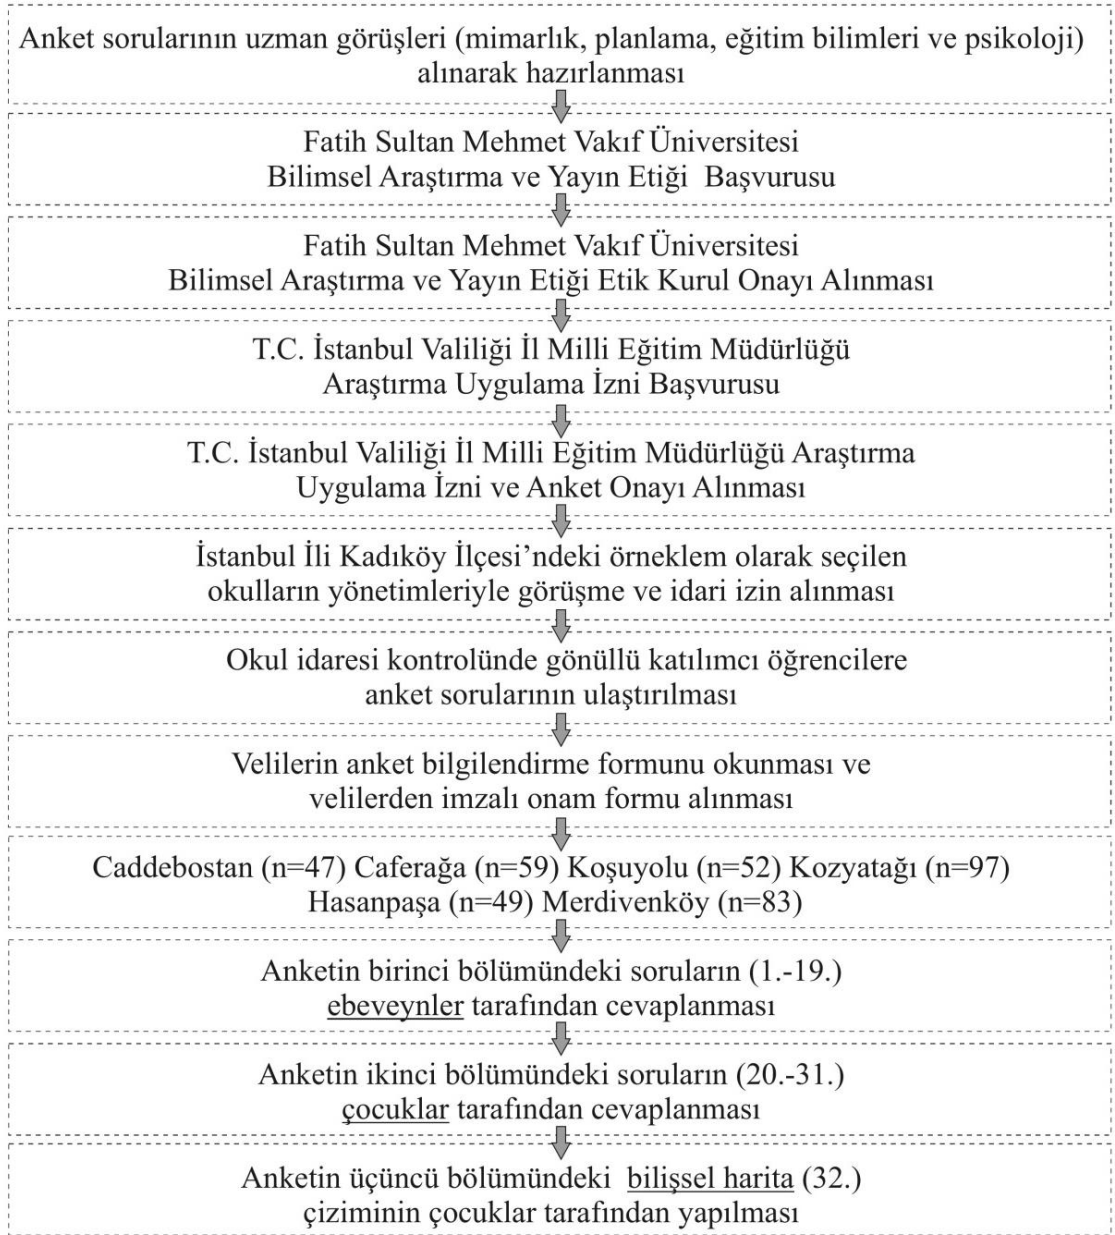 Anket sorularının uzman görüşleri (mimarlık, planlama, eğitim bilimleri ve psikoloji)
alınarak hazırlanması
Fatih Sultan Mehmet Vakıf Üniversitesi
Bilimsel Araştırma ve Yayın Etiği Başvurusu
Fatih Sultan Mehmet Vakıf Üniversitesi
Bilimsel Araştırma ve Yayın Etiği Etik Kurul Onayı Alınması
T.C. İstanbul Valiliği İl Milli Eğitim Müdürlüğü
Araştırma Uygulama İzni Başvurusu
T.C. İstanbul Valiliği İl Milli Eğitim Müdürlüğü Araştırma
Uygulama İzni ve Anket Onayı Alınması
İstanbul İli Kadıköy İlçesi’ndeki örneklem olarak seçilen
okulların yönetimleriyle görüşme ve idari izin alınması
Okul idaresi kontrolünde gönüllü katılımcı öğrencilere
anket sorularının ulaştırılması
Velilerin anket bilgilendirme formunu okunması ve
velilerden imzalı onam formu alınması
Caddebostan (n=47) Caferağa (n=59) Koşuyolu (n=52) Kozyatağı (n=97)
Hasanpaşa (n=49) Merdivenköy (n=83)
Anketin birinci bölümündeki soruların (1.-19.)
ebeveynler tarafından cevaplanması
Anketin ikinci bölümündeki soruların (20.-31.)
çocuklar tarafından cevaplanması
Anketin üçüncü bölümündeki bilişsel harita (32.)
çiziminin çocuklar tarafından yapılması